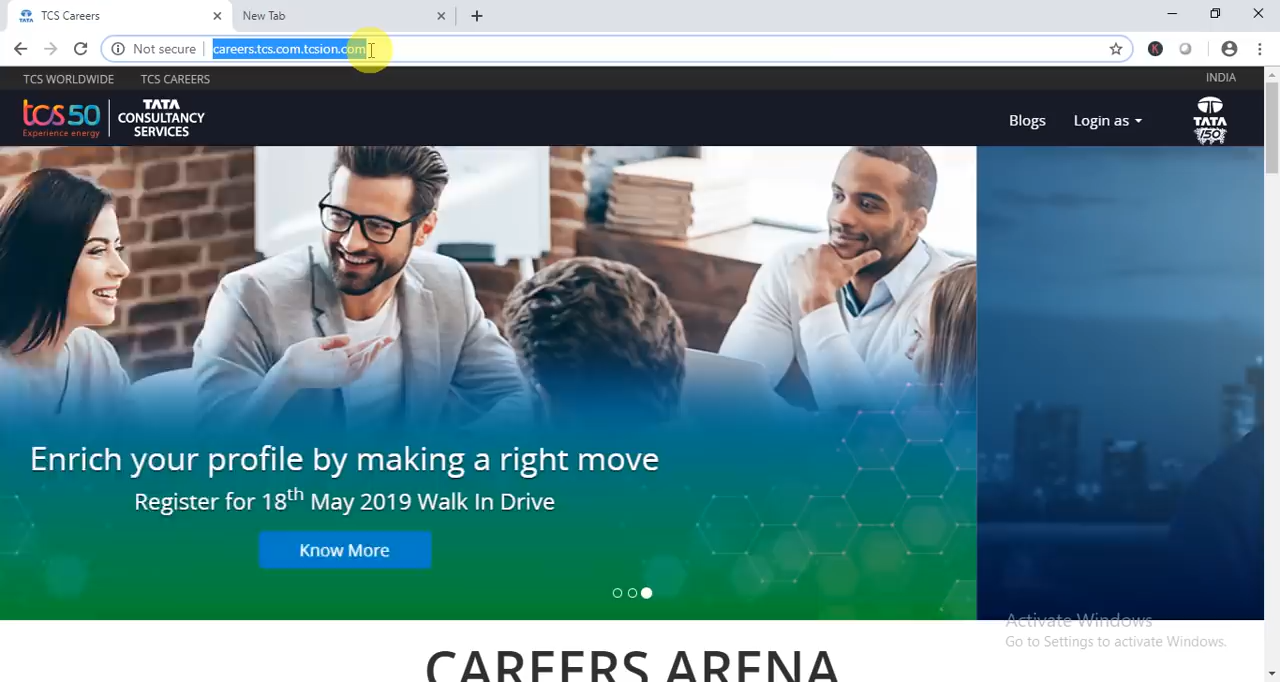 TCS Careers
New Tab
Not secure
careers.tcs.com.tcsion.com
TCS WORLDWIDE TCS CAREERS INDIA
tcs 50
Experience energy
TATA
CONSULTANCY
SERVICES
Blogs
Login as
TATA
150
Enrich your profile by making a right move
Register for 18th May 2019 Walk In Drive
Know More
Activate Windows
Go to Settings to activate Windows.
CAREERS ARENA